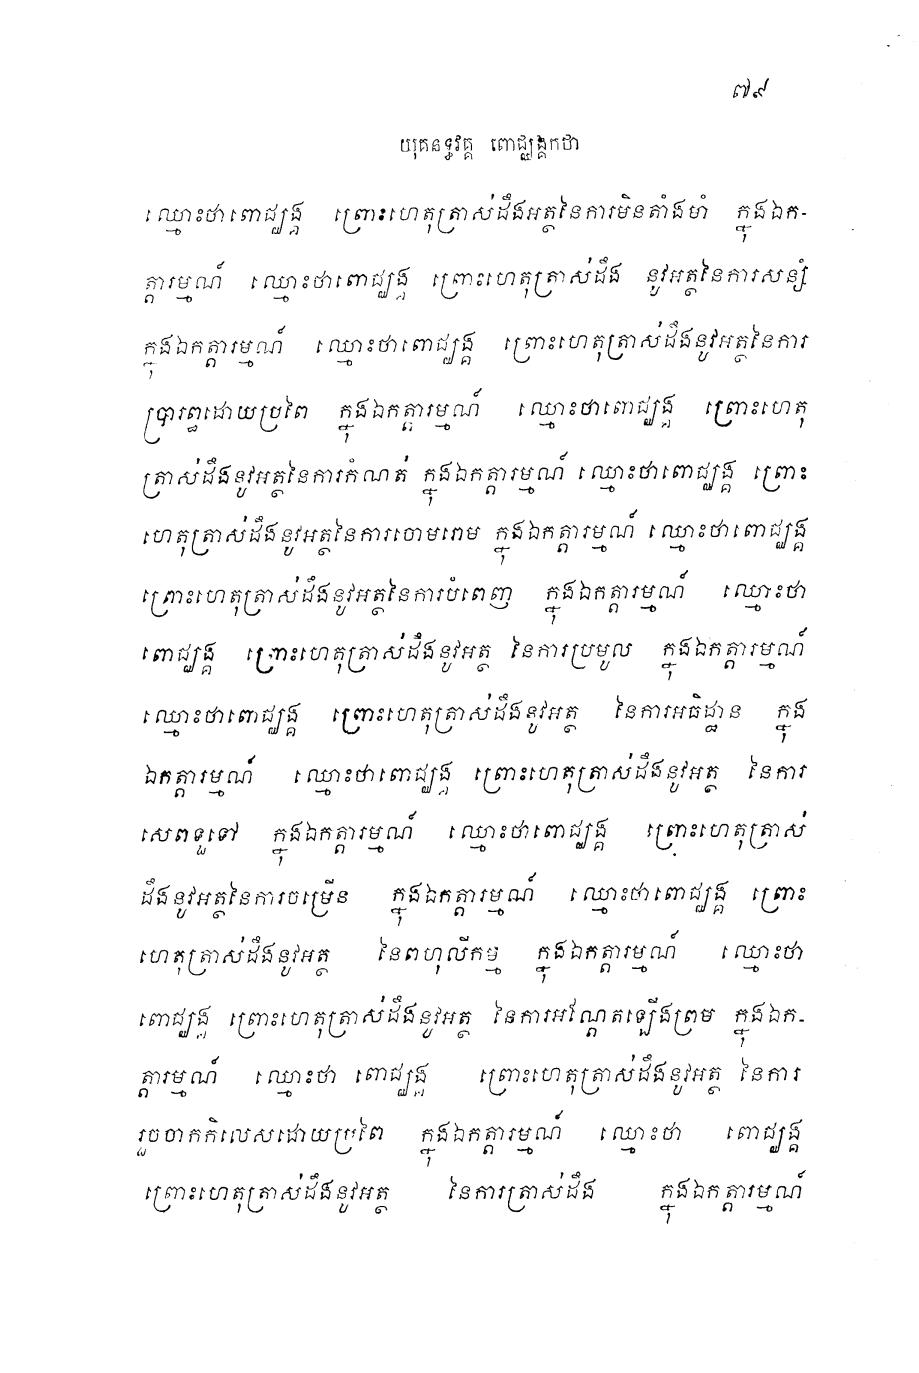 ៧៩
យុគនទ្ធវគ្គ ពោជ្ឈង្គកថា
ឈ្មោះថាពោជ្ឈង្គ ព្រោះហេតុត្រាស់ដឹងអត្ថនៃការមិនតាំងមាំ ក្នុងឯក-
ត្តារម្មណ៍ ឈ្មោះថាពោជ្ឈង្គ ព្រោះហេតុត្រាស់ដឹង នូវអត្ថនៃការសន្សំ
ក្នុងឯកត្តារម្មណ៍ ឈ្មោះថាពោជ្ឈង្គ ព្រោះហេតុត្រាស់ដឹងនូវអត្ថនៃការ
ប្រារព្ធដោយប្រពៃ ក្នុងឯកត្តារម្មណ៍ ឈ្មោះថាពោជ្ឈង្គ ព្រោះហេតុ
ត្រាស់ដឹងនូវអត្ថនៃការកំណត់ ក្នុងឯកត្តារម្មណ៍ ឈ្មោះថាពោជ្ឈង្គ ព្រោះ
ហេតុត្រាស់ដឹងនូវអត្ថនៃការចោមរោម ក្នុងឯកត្តារម្មណ៍ ឈ្មោះថាពោជ្ឈង្គ
ព្រោះហេតុត្រាស់ដឹងនូវអត្ថនៃការបំពេញ ក្នុងឯកត្តារម្មណ៍ ឈ្មោះថា
ពោជ្ឈង្គ ព្រោះហេតុត្រាស់ដឹងនូវអត្ថ នៃការប្រមូល ក្នុងឯកត្តារម្មណ៍
ឈ្មោះថាពោជ្ឈង្គ ព្រោះហេតុត្រាស់ដឹងនូវអត្ថ នៃការអធិដ្ឋាន ក្នុង
ឯកត្តារម្មណ៍ ឈ្មោះថាពោជ្ឈង្គ ព្រោះហេតុត្រាស់ដឹងនូវអត្ថ នៃការ
សេពទួទៅ ក្នុងឯកត្តារម្មណ៍ ឈ្មោះថាពោជ្ឈង្គ ព្រោះហេតុត្រាស់
ដឹងនូវអត្ថនៃការចម្រើន ក្នុងឯកត្តារម្មណ៍ ឈ្មោះថាពោជ្ឈង្គ ព្រោះ
ហេតុត្រាស់ដឹងនូវអត្ថ នៃពហុលីកម្ម ក្នុងឯកត្តារម្មណ៍ ឈ្មោះថា
ពោជ្ឈង្គ ព្រោះហេតុត្រាស់ដឹងនូវអត្ថ នៃការអណ្តែតឡើងព្រម ក្នុងឯក-
ត្តារម្មណ៍ ឈ្មោះថា ពោជ្ឈង្គ ព្រោះហេតុត្រាស់ដឹងនូវអត្ថ នៃការ
រួចចាកកិលេសដោយប្រពៃ ក្នុងឯកត្តារម្មណ៍ ឈ្មោះថា ពោជ្ឈង្គ
ព្រោះហេតុត្រាស់ដឹងនូវអត្ថ នៃការត្រាស់ដឹង ក្នុងឯកត្តារម្មណ៍